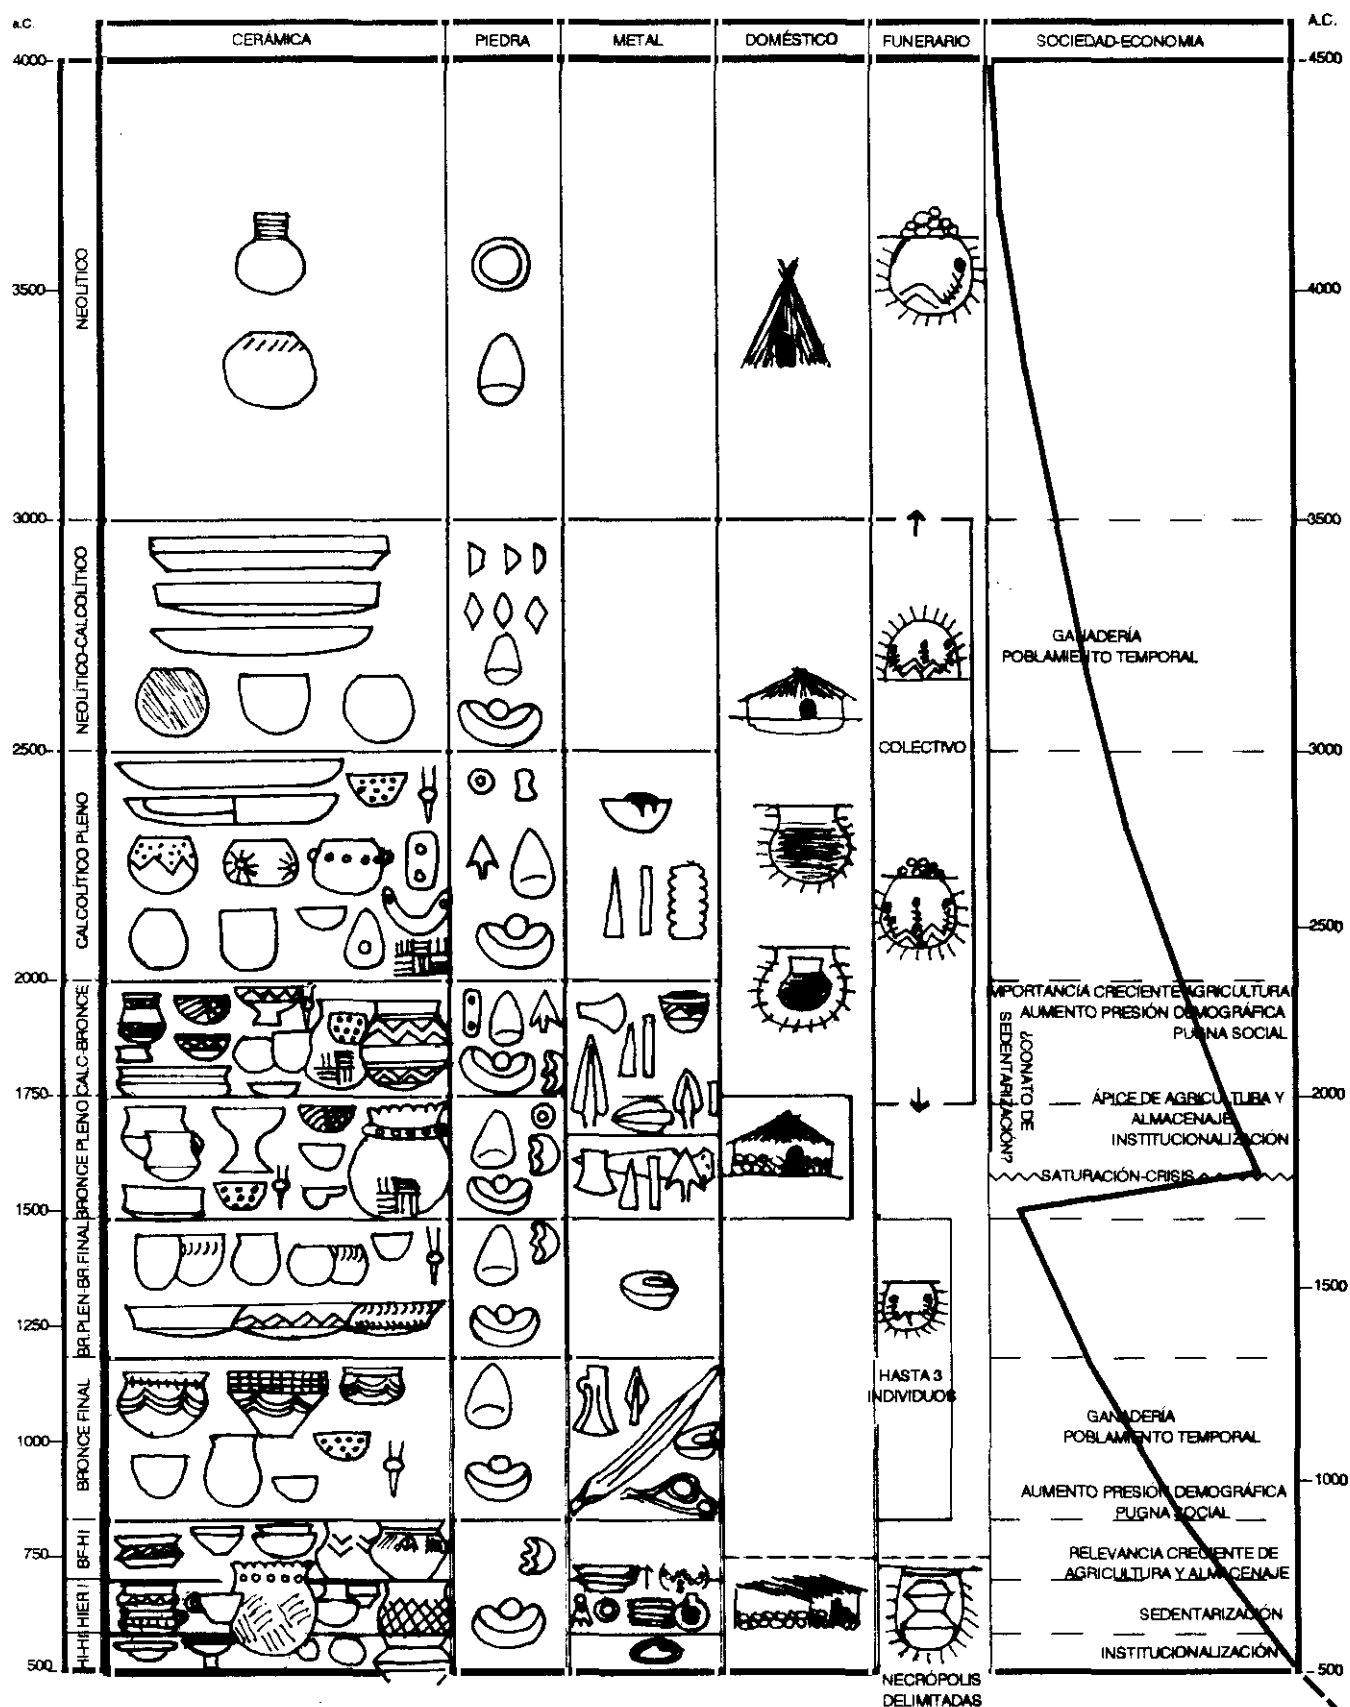 a.C.
A.C.
CERÁMICA
PIEDRA
METAL
DOMÉSTICO
FUNERARIO
SOCIEDAD-ECONOMIA
4000
4500
NEOLÍTICO
3500
4000
3000
3500
NEOLÍTICO-CALCOLÍTICO
GANADERÍA
POBLAMIENTO TEMPORAL
COLECTIVO
2500
3000
CALCOLÍTICO PLENO
2500
2000
CALC-BRONCE
IMPORTANCIA CRECIENTE AGRICULTURA
AUMENTO PRESIÓN DEMOGRÁFICA
PUGNA SOCIAL
¿CONATO DE
SEDENTARIZACIÓN?
1750
2000
BRONCE PLENO
ÁPICE DE AGRICULTURA Y
ALMACENAJE
INSTITUCIONALIZACIÓN
SATURACIÓN-CRISIS
1500
BR.PLEN-BR.FINAL
1500
1250
HASTA 3
INDIVIDUOS
BRONCE FINAL
GANADERÍA
POBLAMIENTO TEMPORAL
1000
1000
AUMENTO PRESIÓN DEMOGRÁFICA
PUGNA SOCIAL
BF-HI
750
RELEVANCIA CRECIENTE DE
AGRICULTURA Y ALMACENAJE
HIER I
SEDENTARIZACIÓN
INSTITUCIONALIZACIÓN
500
500
NECRÓPOLIS
DELIMITADAS